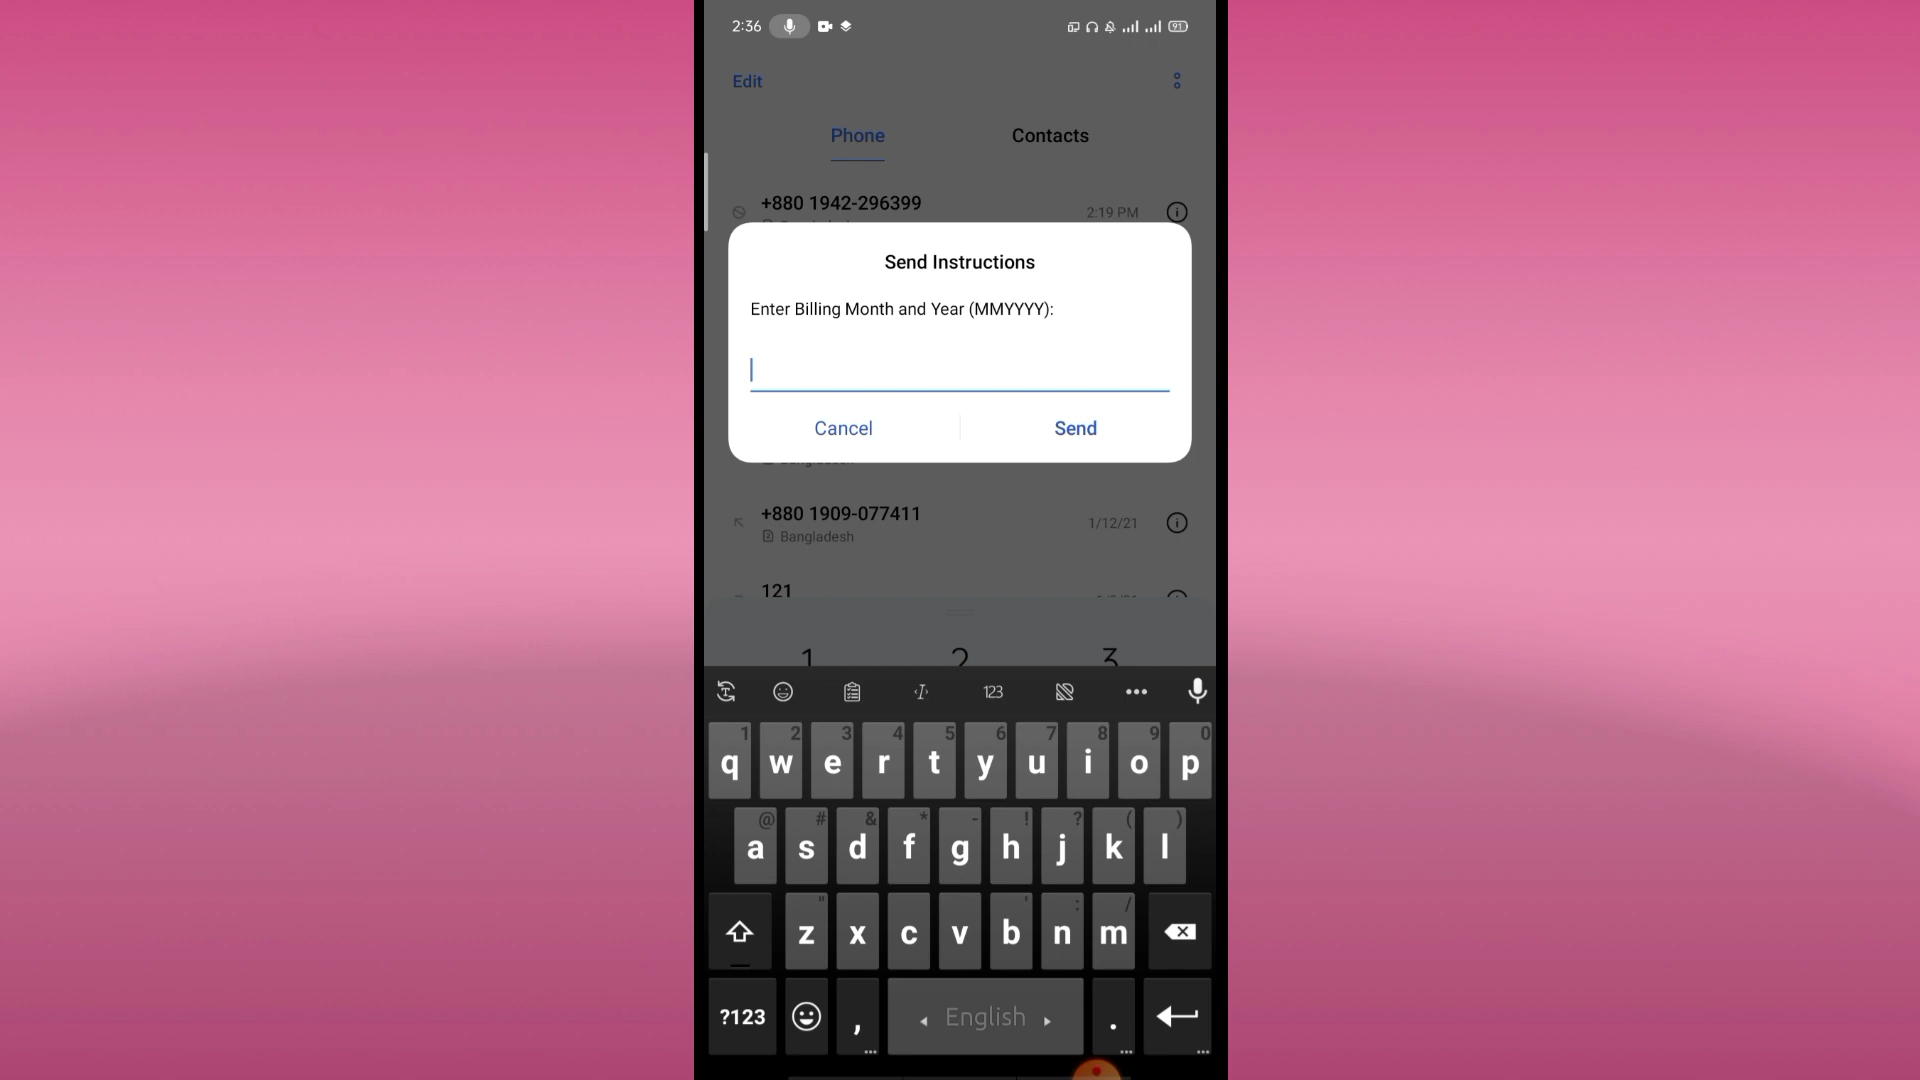 2:36
91
Edit
Phone
Contacts
+880 1942-296399
2:19 PM
Send Instructions
Enter Billing Month and Year (MMYYYY):
Cancel
Send
+880 1909-077411
1/12/21
Bangladesh
121
1 2 3
123
1 2 3 4 5 6 7 8 9 0
q w e r t y u i o p
@ # & * - ! ? ( )
a s d f g h j k l
" ' : /
z x c v b n m
?123 , English .